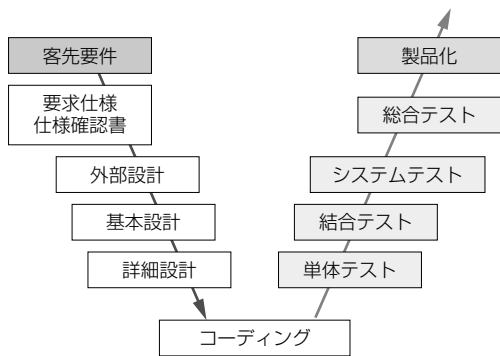 客先要件
要求仕様
仕様確認書
外部設計
基本設計
詳細設計
コーディング
製品化
総合テスト
システムテスト
結合テスト
単体テスト